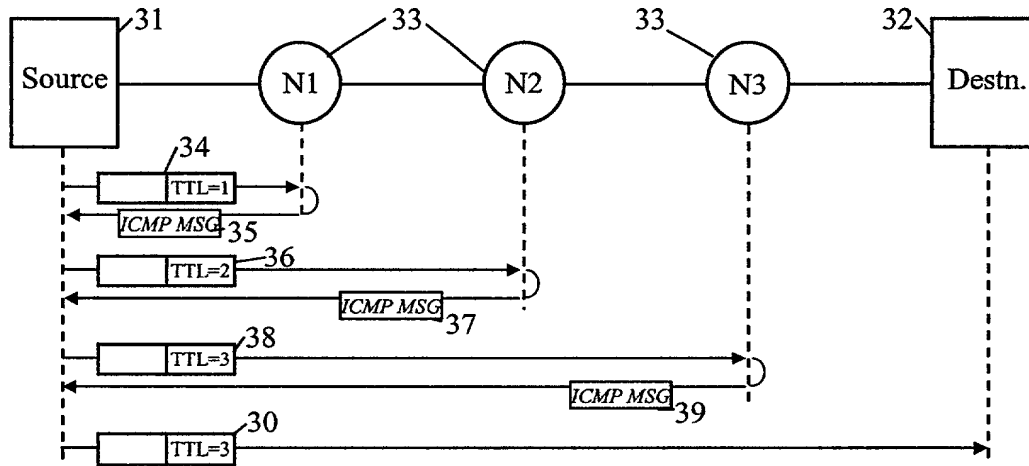 31 33 33 32
Source N1 N2 N3 Destn.
34
TTL=1
ICMP MSG 35
36
TTL=2
ICMP MSG 37
38
TTL=3
ICMP MSG 39
30
TTL=3